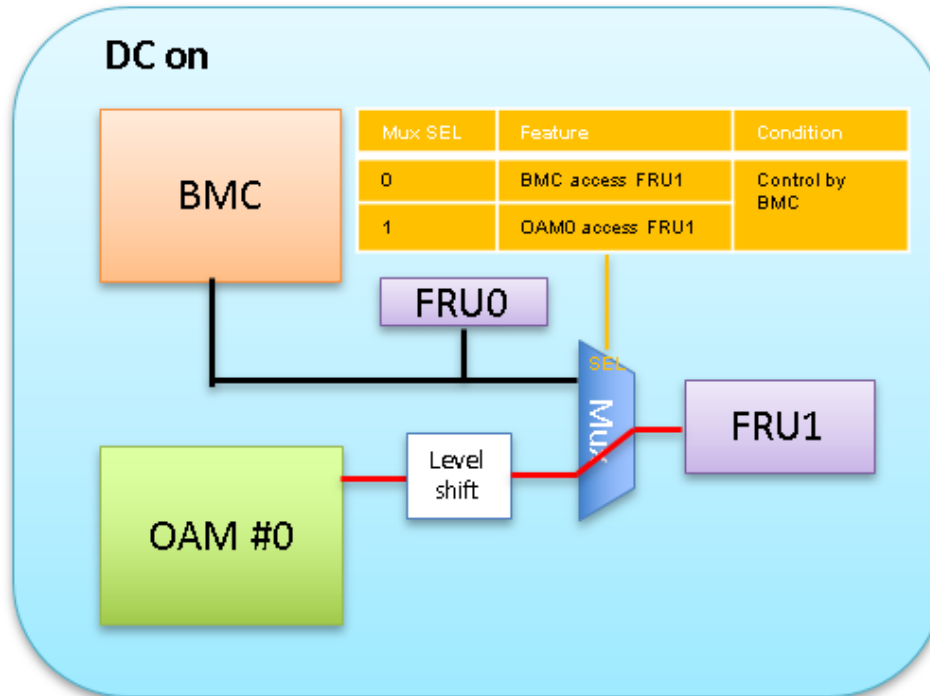 DC on
BMC
Mux SEL Feature Condition
0 BMC access FRU1 Control by
BMC
1 OAM0 access FRU1
FRU0
SEL
Mux
FRU1
Level
shift
OAM #0